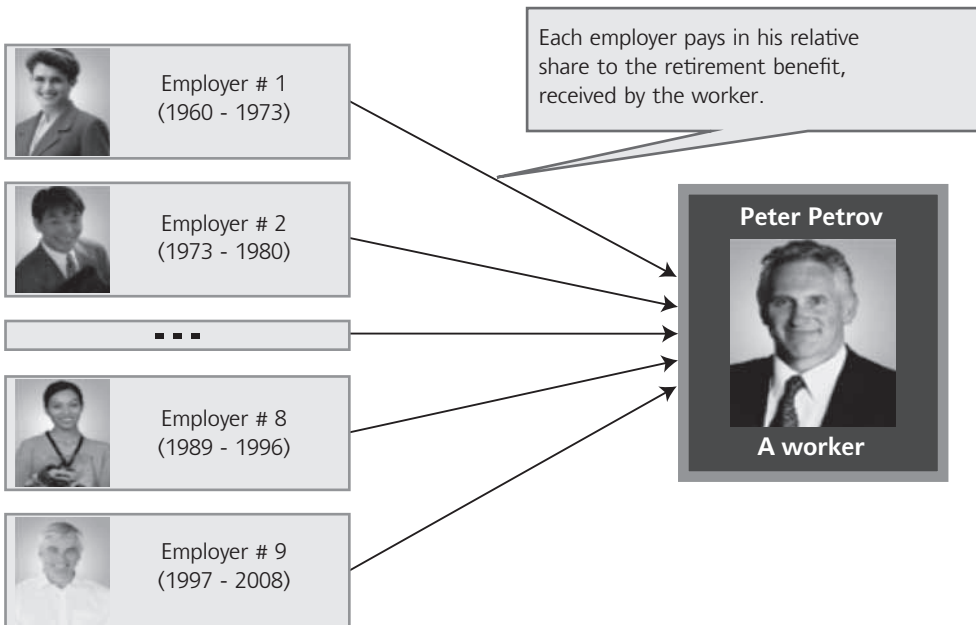 Each employer pays in his relative
share to the retirement benefit,
received by the worker.
Employer # 1
(1960 - 1973)
Employer # 2
(1973 - 1980)
Peter Petrov
...
Employer # 8
(1989 - 1996)
A worker
Employer # 9
(1997 - 2008)